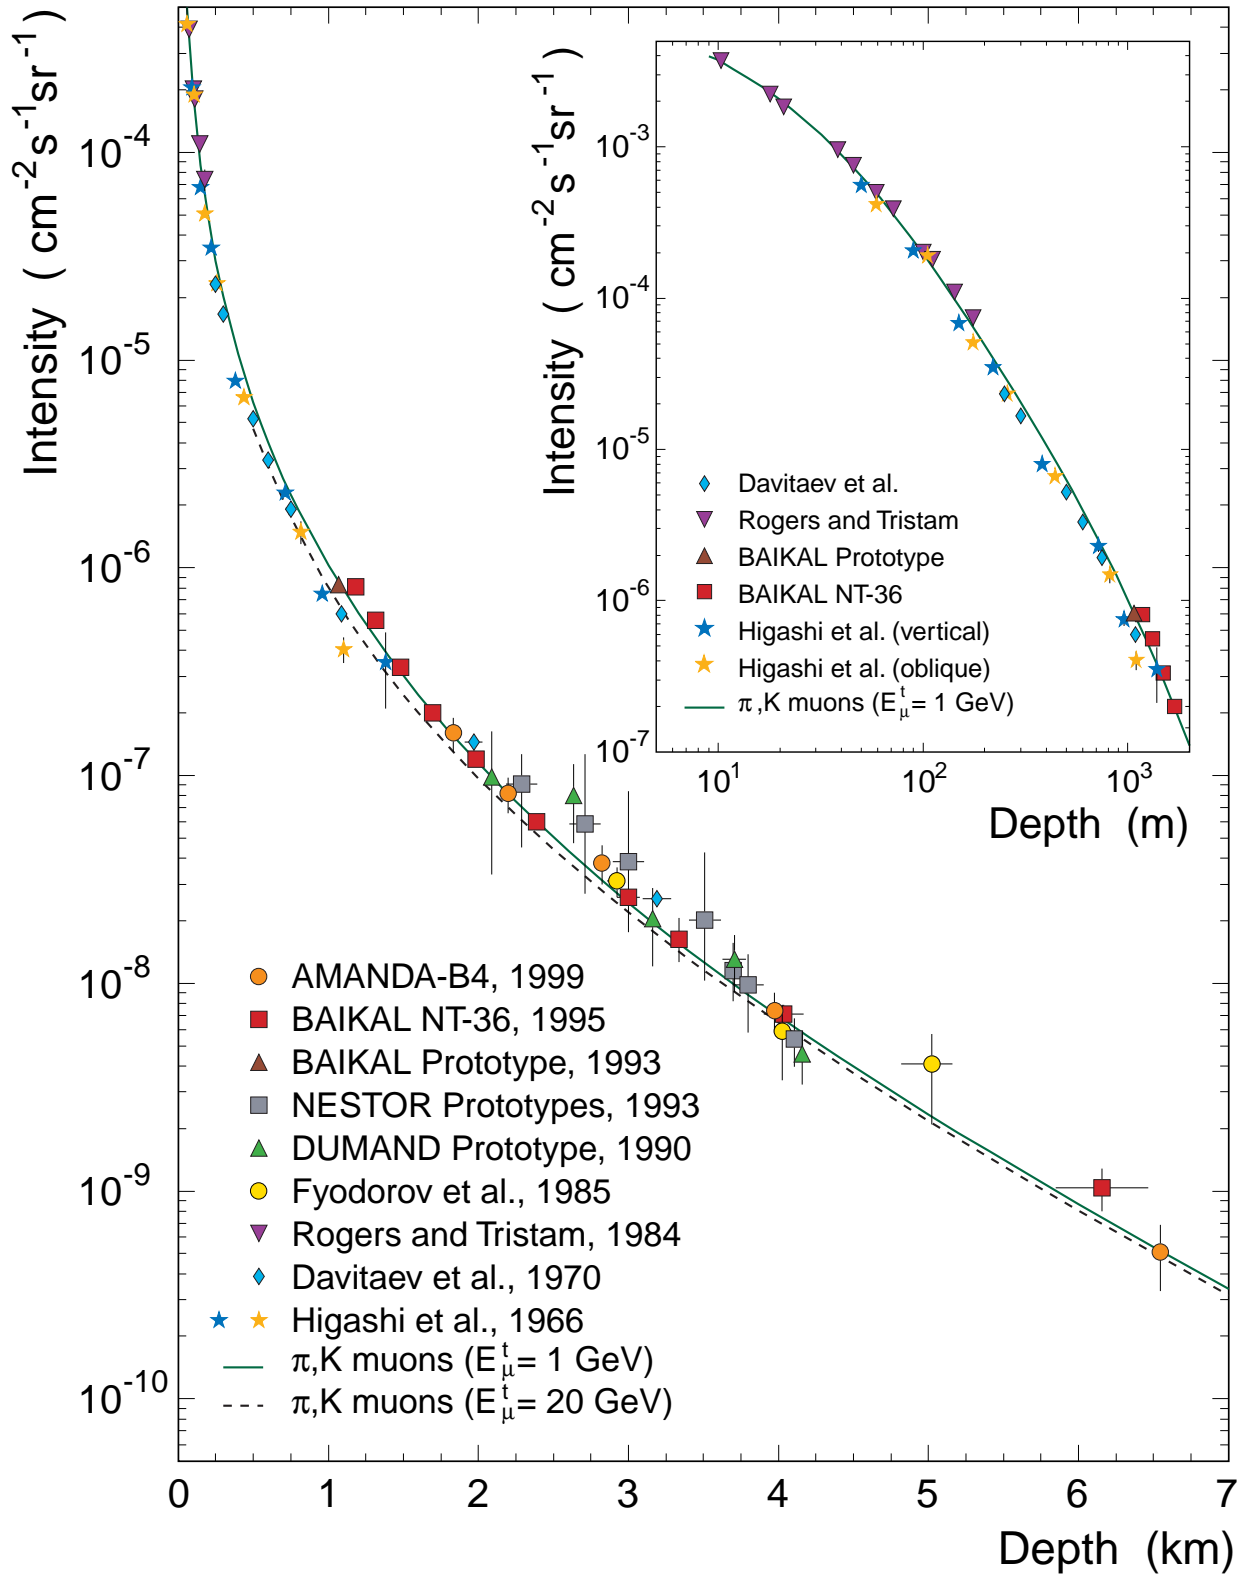 Intensity ( cm-2s-1sr-1)
10-4
10-5
10-6
10-7
10-8
10-9
10-10
0 1 2 3 4 5 6 7
Depth (km)
Intensity ( cm-2s-1sr-1)
10-3
10-4
10-5
10-6
10-7
101 102 103
Depth (m)
Davitaev et al.
Rogers and Tristam
BAIKAL Prototype
BAIKAL NT-36
Higashi et al. (vertical)
Higashi et al. (oblique)
π,K muons (Etμ= 1 GeV)
AMANDA-B4, 1999
BAIKAL NT-36, 1995
BAIKAL Prototype, 1993
NESTOR Prototypes, 1993
DUMAND Prototype, 1990
Fyodorov et al., 1985
Rogers and Tristam, 1984
Davitaev et al., 1970
Higashi et al., 1966
π,K muons (Etμ= 1 GeV)
π,K muons (Etμ= 20 GeV)